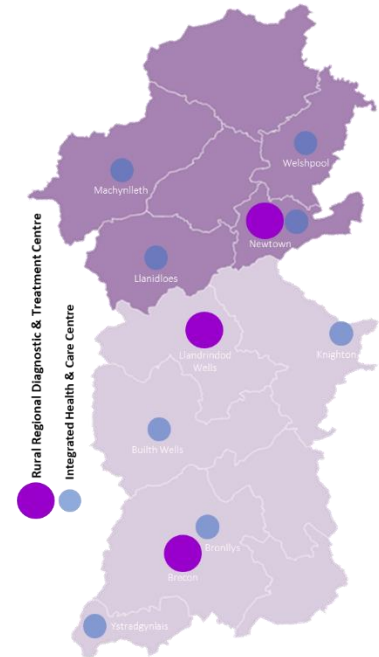 Welshpool
Machynlleth
Newtown
Llanidloes
Rural Regional Diagnostic & Treatment Centre
Integrated Health & Care Centre
Llandrindod
Wells
Knighton
Builth Wells
Bronllys
Brecon
Ystradgynlais